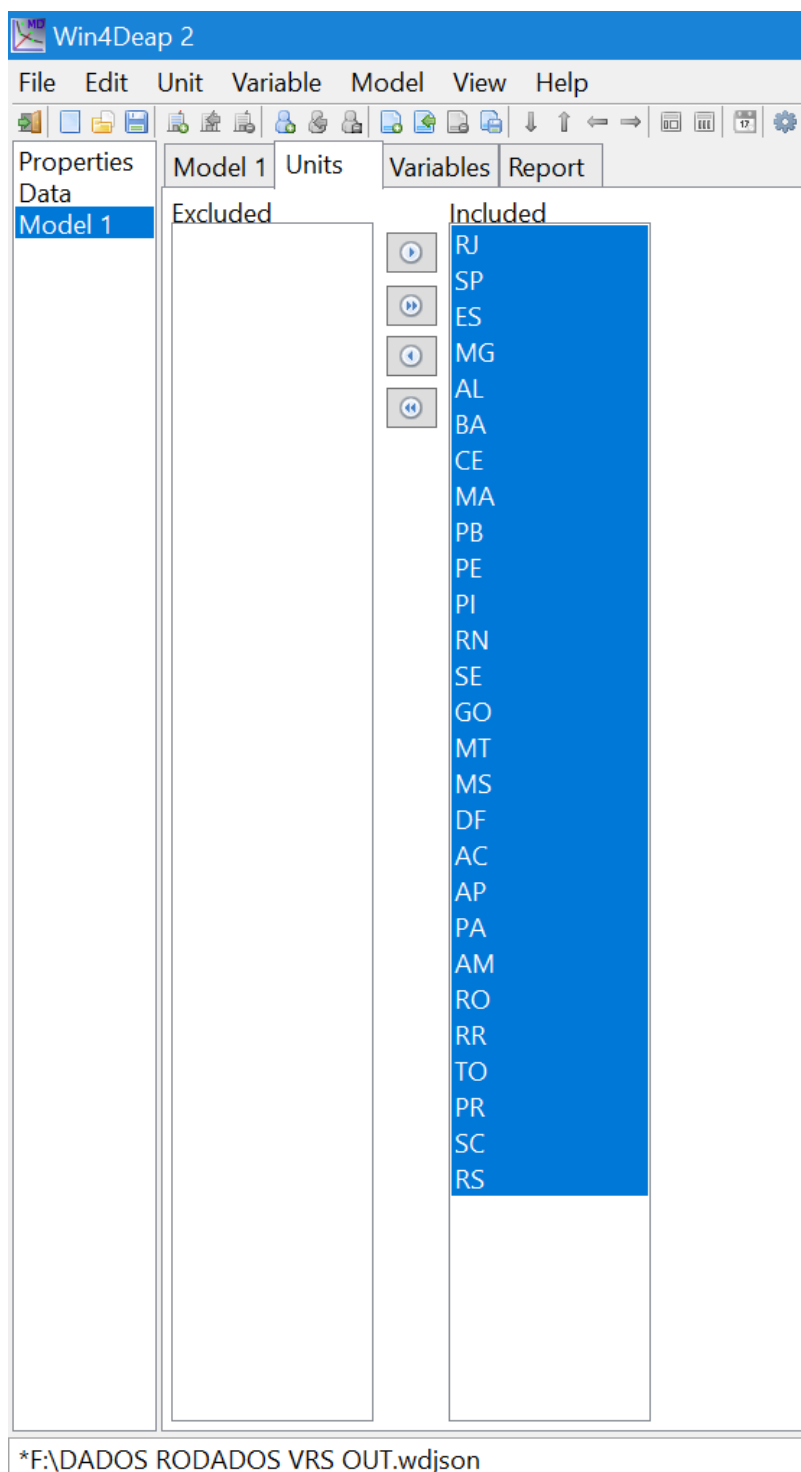 Win4Deap 2
File Edit Unit Variable Model View Help
Properties
Data
Model 1
Model 1 Units Variables Report
Excluded Included
RJ
SP
ES
MG
AL
BA
CE
MA
PB
PE
PI
RN
SE
GO
MT
MS
DF
AC
AP
PA
AM
RO
RR
TO
PR
SC
RS
*F:\DADOS RODADOS VRS OUT.wdjson